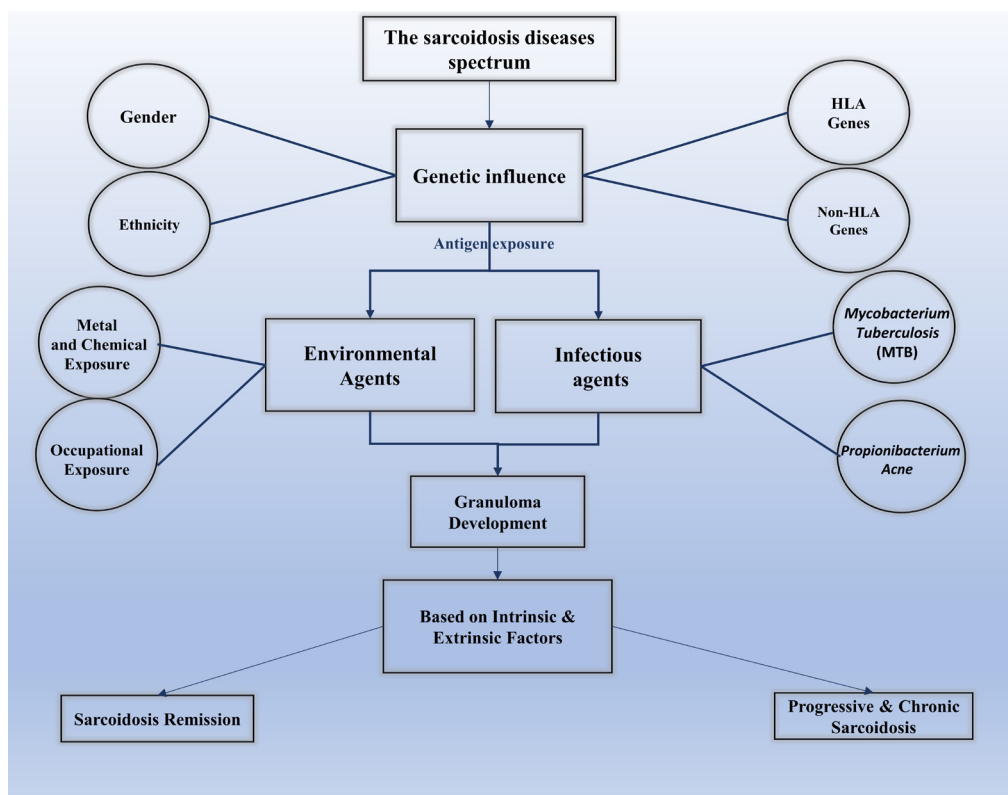 The sarcoidosis diseases
spectrum
Gender
HLA
Genes
Genetic influence
Ethnicity
Non-HLA
Genes
Antigen exposure
Metal
and Chemical
Exposure
Environmental
Agents
Infectious
agents
Mycobacterium
Tuberculosis
(MTB)
Occupational
Exposure
Propionibacterium
Acne
Granuloma
Development
Based on Intrinsic &
Extrinsic Factors
Sarcoidosis Remission
Progressive & Chronic
Sarcoidosis